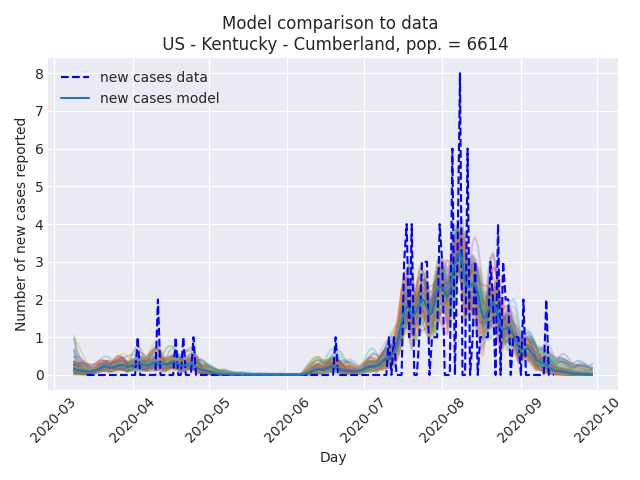 Model comparison to data
US - Kentucky - Cumberland, pop. = 6614
Number of new cases reported
8
7
6
5
4
3
2
1
0
new cases data
new cases model
2020-03
2020-04
2020-05
2020-06
2020-07
2020-08
2020-09
2020-10
Day